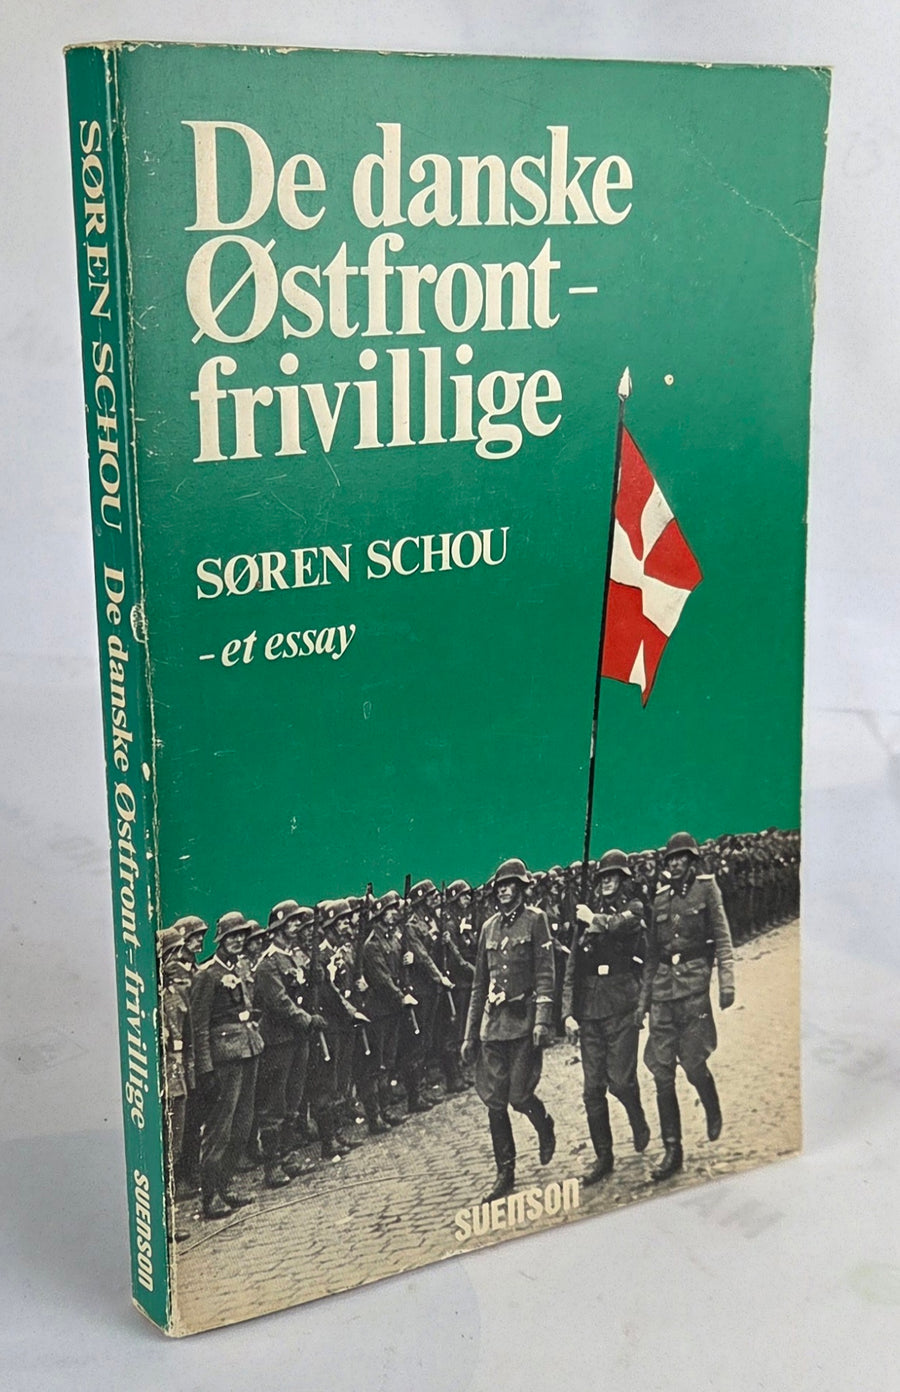 De danske
Østfront-
frivillige
SØREN SCHOU
- et essay
SUENSON
SØREN SCHOU De danske Østfront-frivillige SUENSON